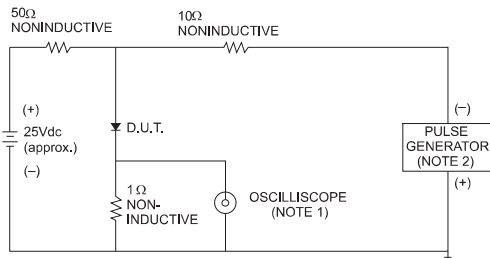 50Ω
NONINDUCTIVE
10Ω
NONINDUCTIVE
(+)
25Vdc
(approx.)
(–)
D.U.T.
1Ω
NON-
INDUCTIVE
OSCILLISCOPE
(NOTE 1)
(–)
PULSE
GENERATOR
(NOTE 2)
(+)